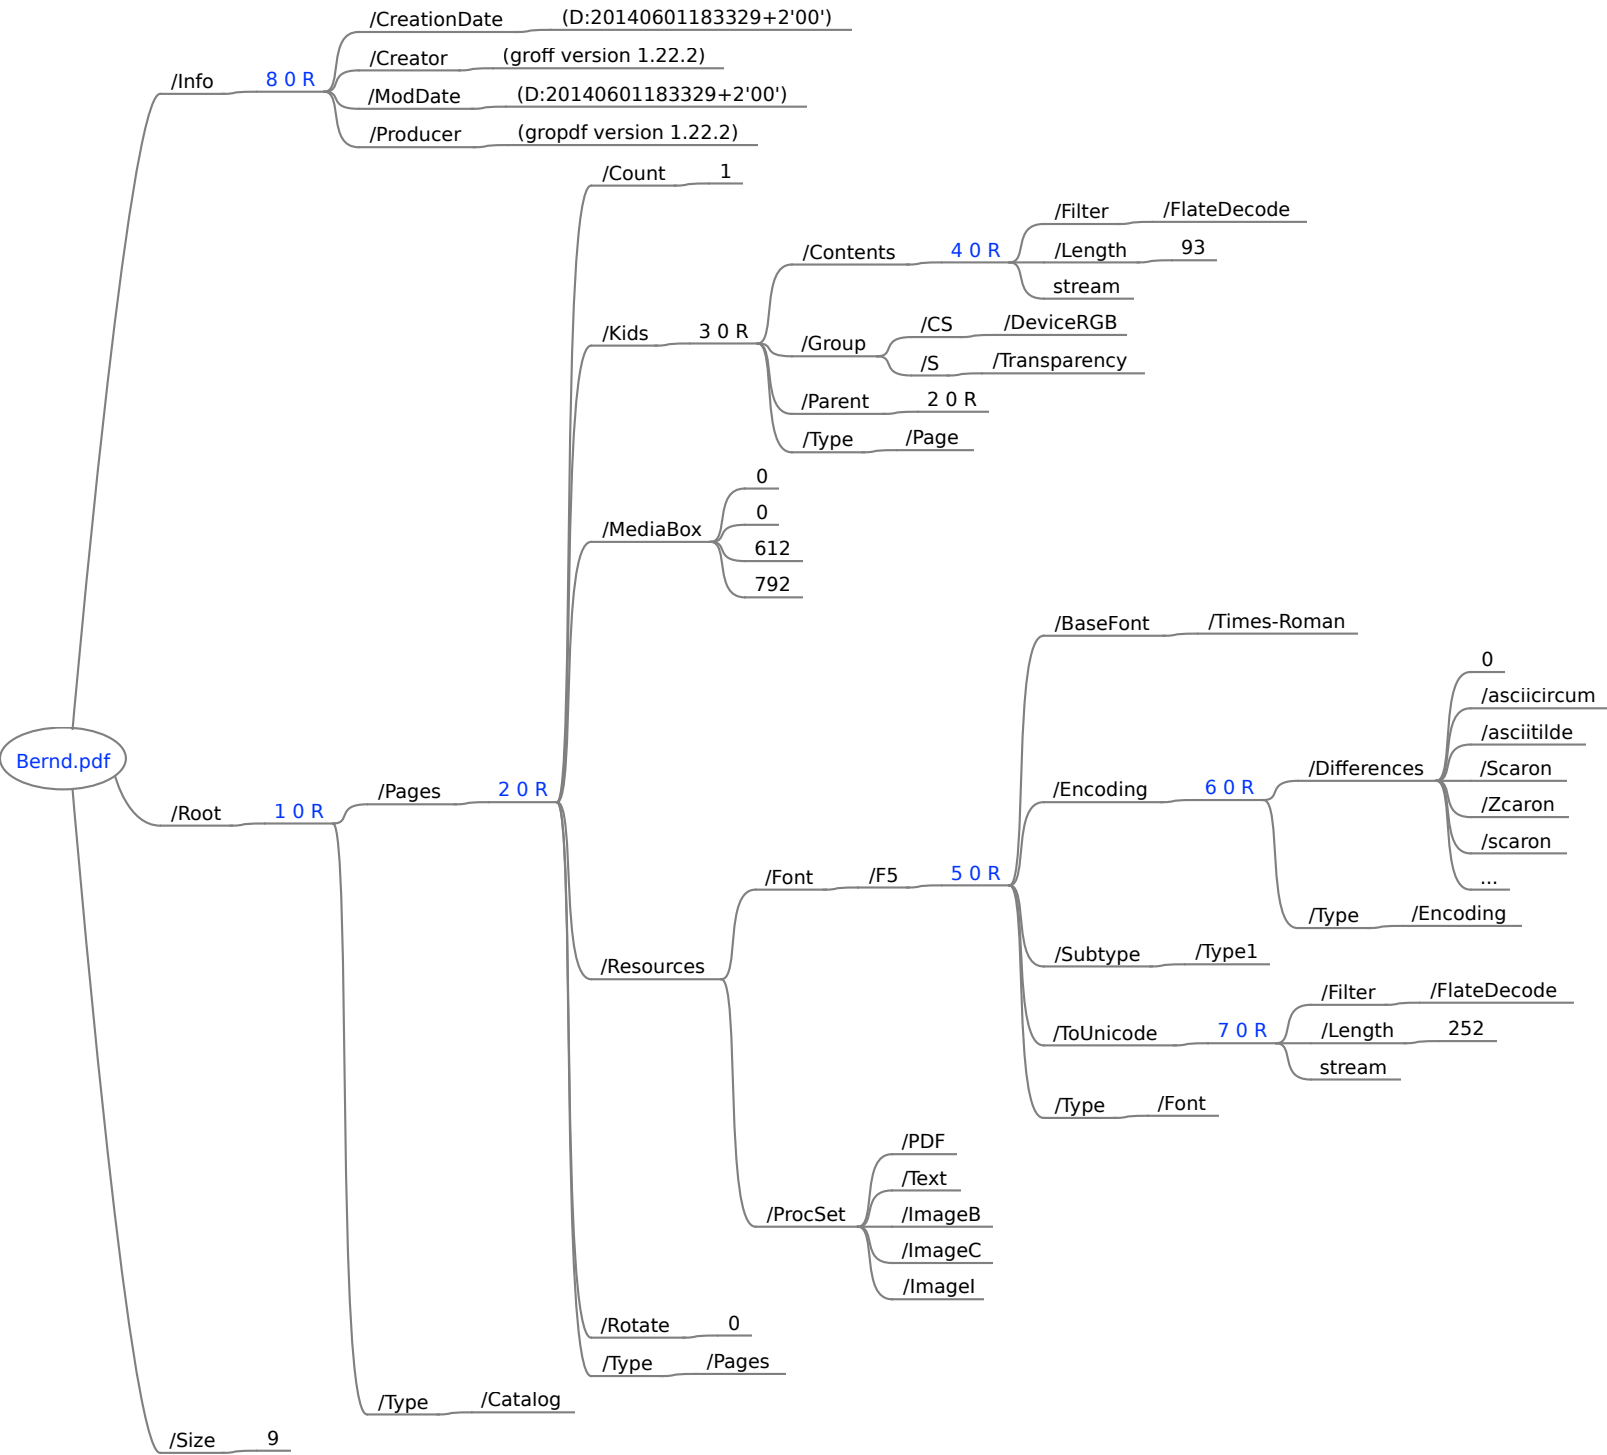 /CreationDate (D:20140601183329+2'00')
/Creator (groff version 1.22.2)
/Info 8 0 R
/ModDate (D:20140601183329+2'00')
/Producer (gropdf version 1.22.2)
/Count 1
/Filter /FlateDecode
/Contents 4 0 R /Length 93
stream
/Kids 3 0 R
/CS /DeviceRGB
/Group
/S /Transparency
/Parent 2 0 R
/Type /Page
0
0
/MediaBox
612
792
/BaseFont /Times-Roman
0
/asciicircum
/asciitilde
/Encoding 6 0 R /Differences /Scaron
/Zcaron
/scaron
...
/Type /Encoding
Bernd.pdf
/Root 1 0 R /Pages 2 0 R
/Font /F5 5 0 R
/Subtype /Type1
/Resources
/Filter /FlateDecode
/ToUnicode 7 0 R /Length 252
stream
/Type /Font
/PDF
/Text
/ProcSet /ImageB
/ImageC
/ImageI
/Rotate 0
/Type /Pages
/Type /Catalog
/Size 9